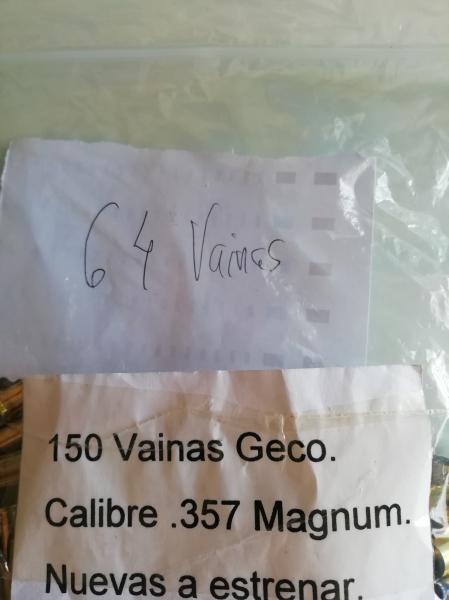 64 Vainas
150 Vainas Geco.
Calibre .357 Magnum.
Nuevas a estrenar.